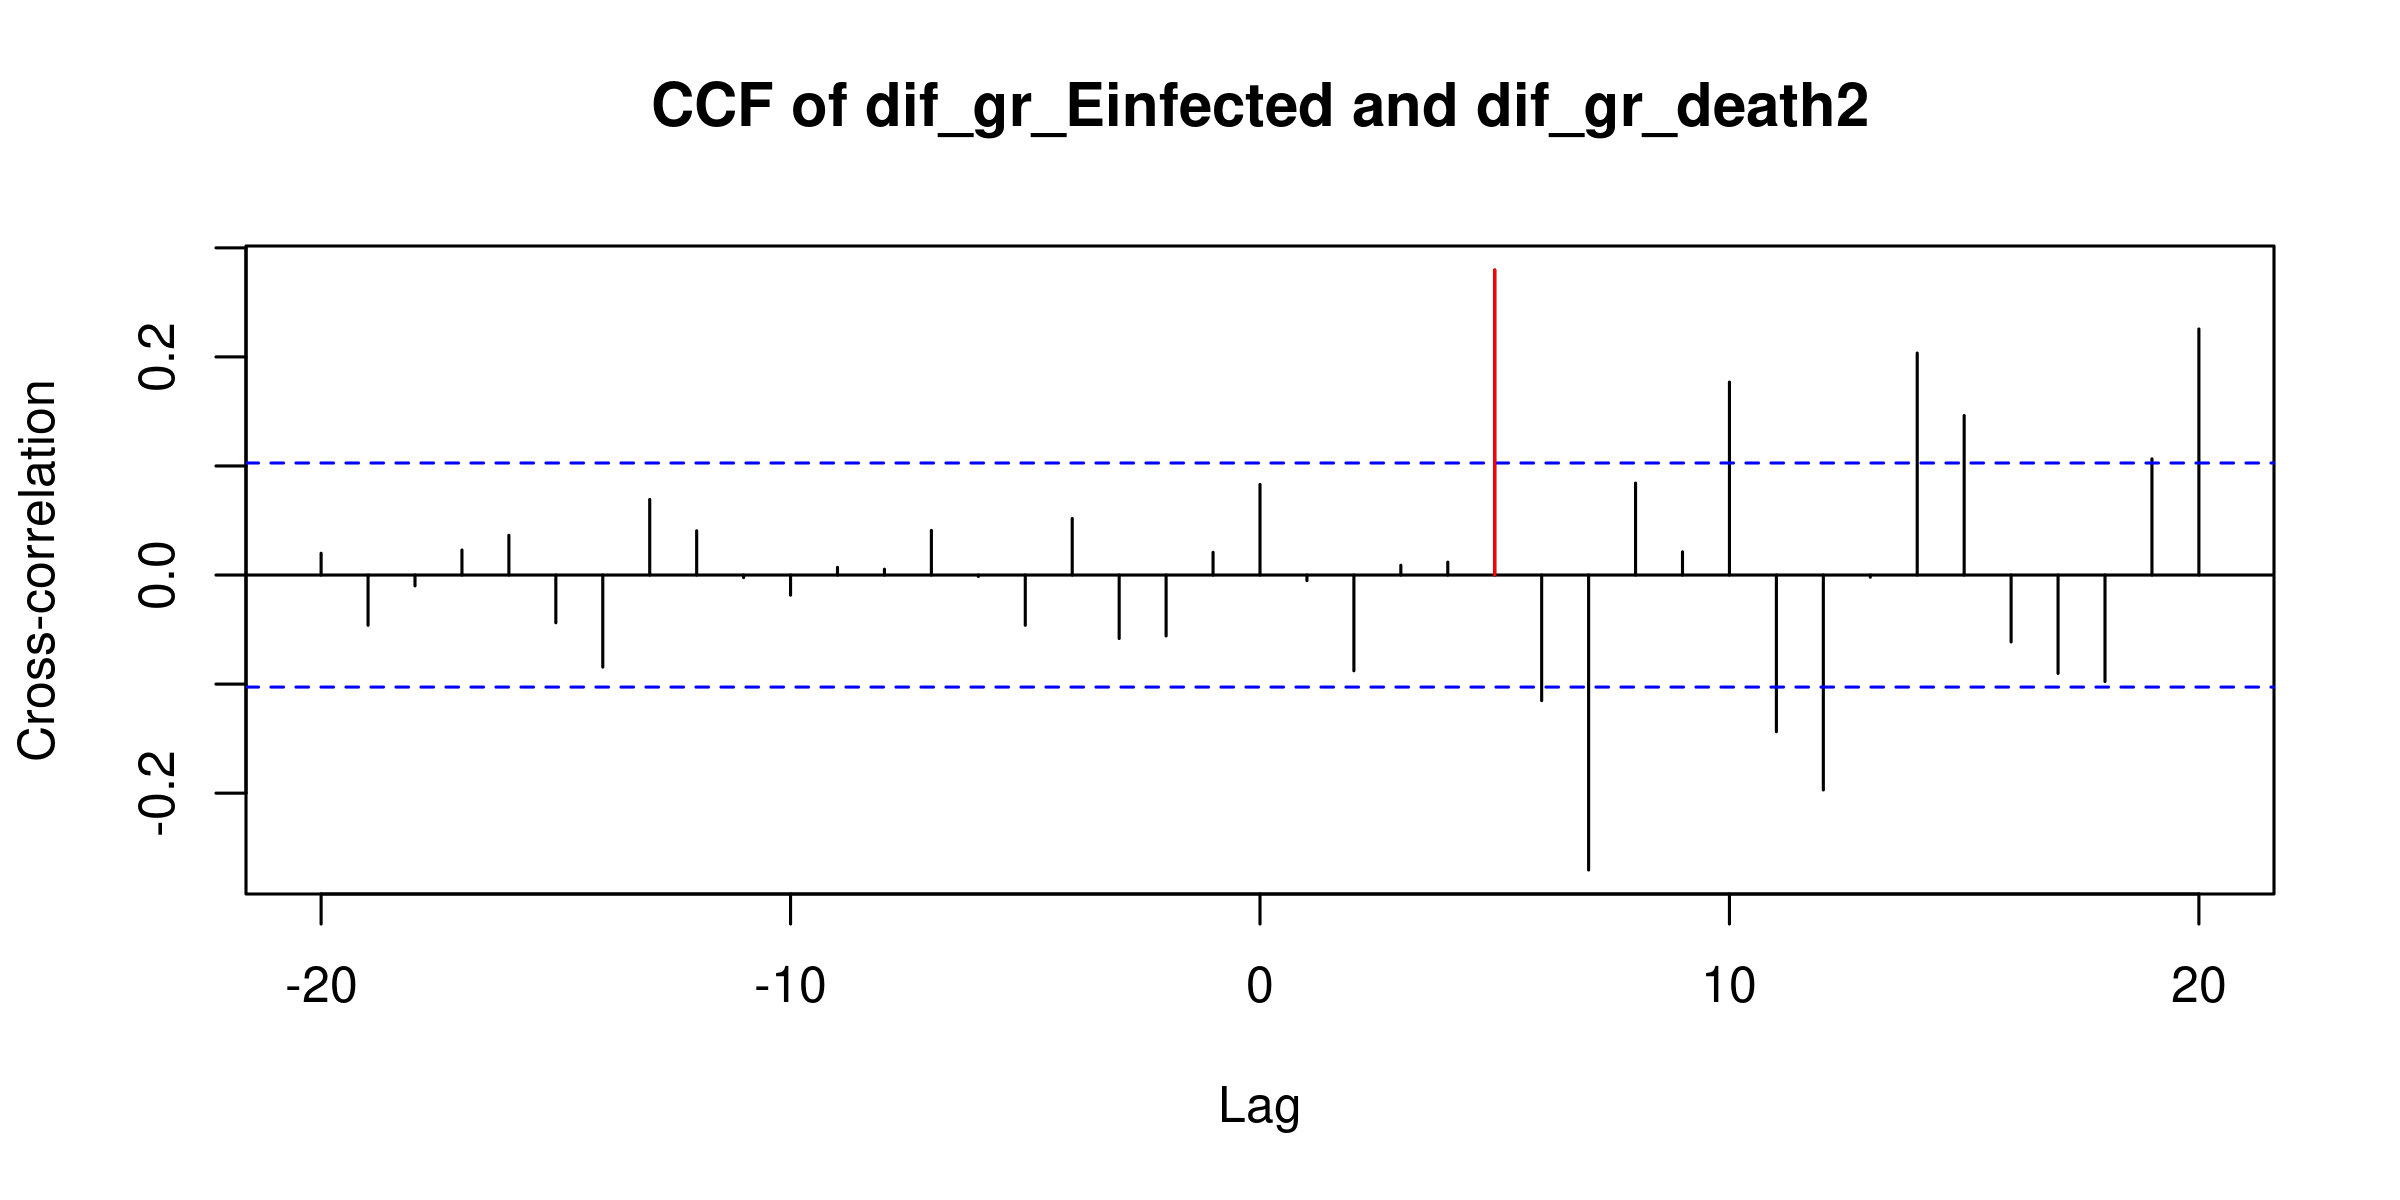 CCF of dif_gr_Einfected and dif_gr_death2
Cross-correlation
0.2
0.0
-0.2
-20 -10 0 10 20
Lag